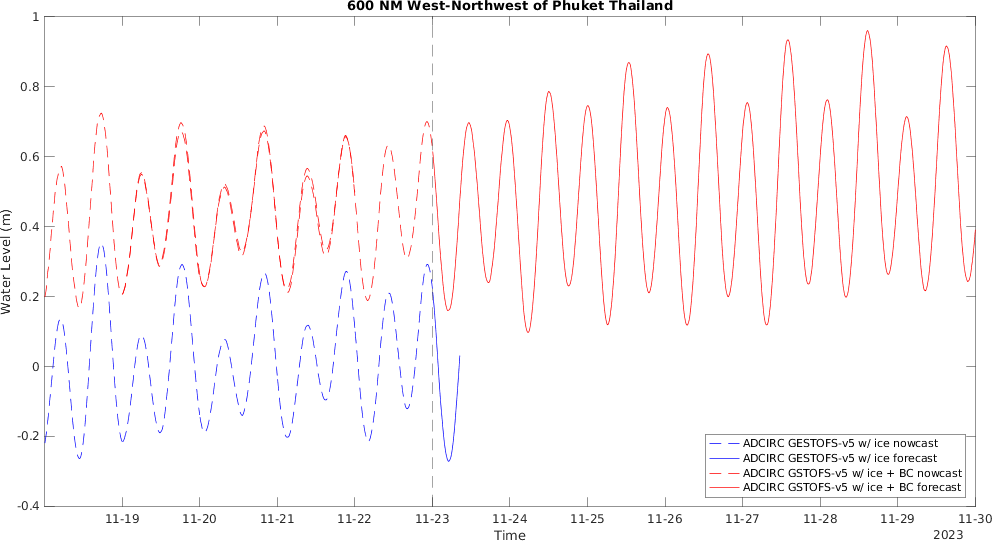 600 NM West-Northwest of Phuket Thailand
1
0.8
0.6
0.4
0.2
0
-0.2
-0.4
Water Level (m)
ADCIRC GESTOFS-v5 w/ ice nowcast
ADCIRC GESTOFS-v5 w/ ice forecast
ADCIRC GSTOFS-v5 w/ ice + BC nowcast
ADCIRC GSTOFS-v5 w/ ice + BC forecast
11-19 11-20 11-21 11-22 11-23 11-24 11-25 11-26 11-27 11-28 11-29 11-30
Time
2023